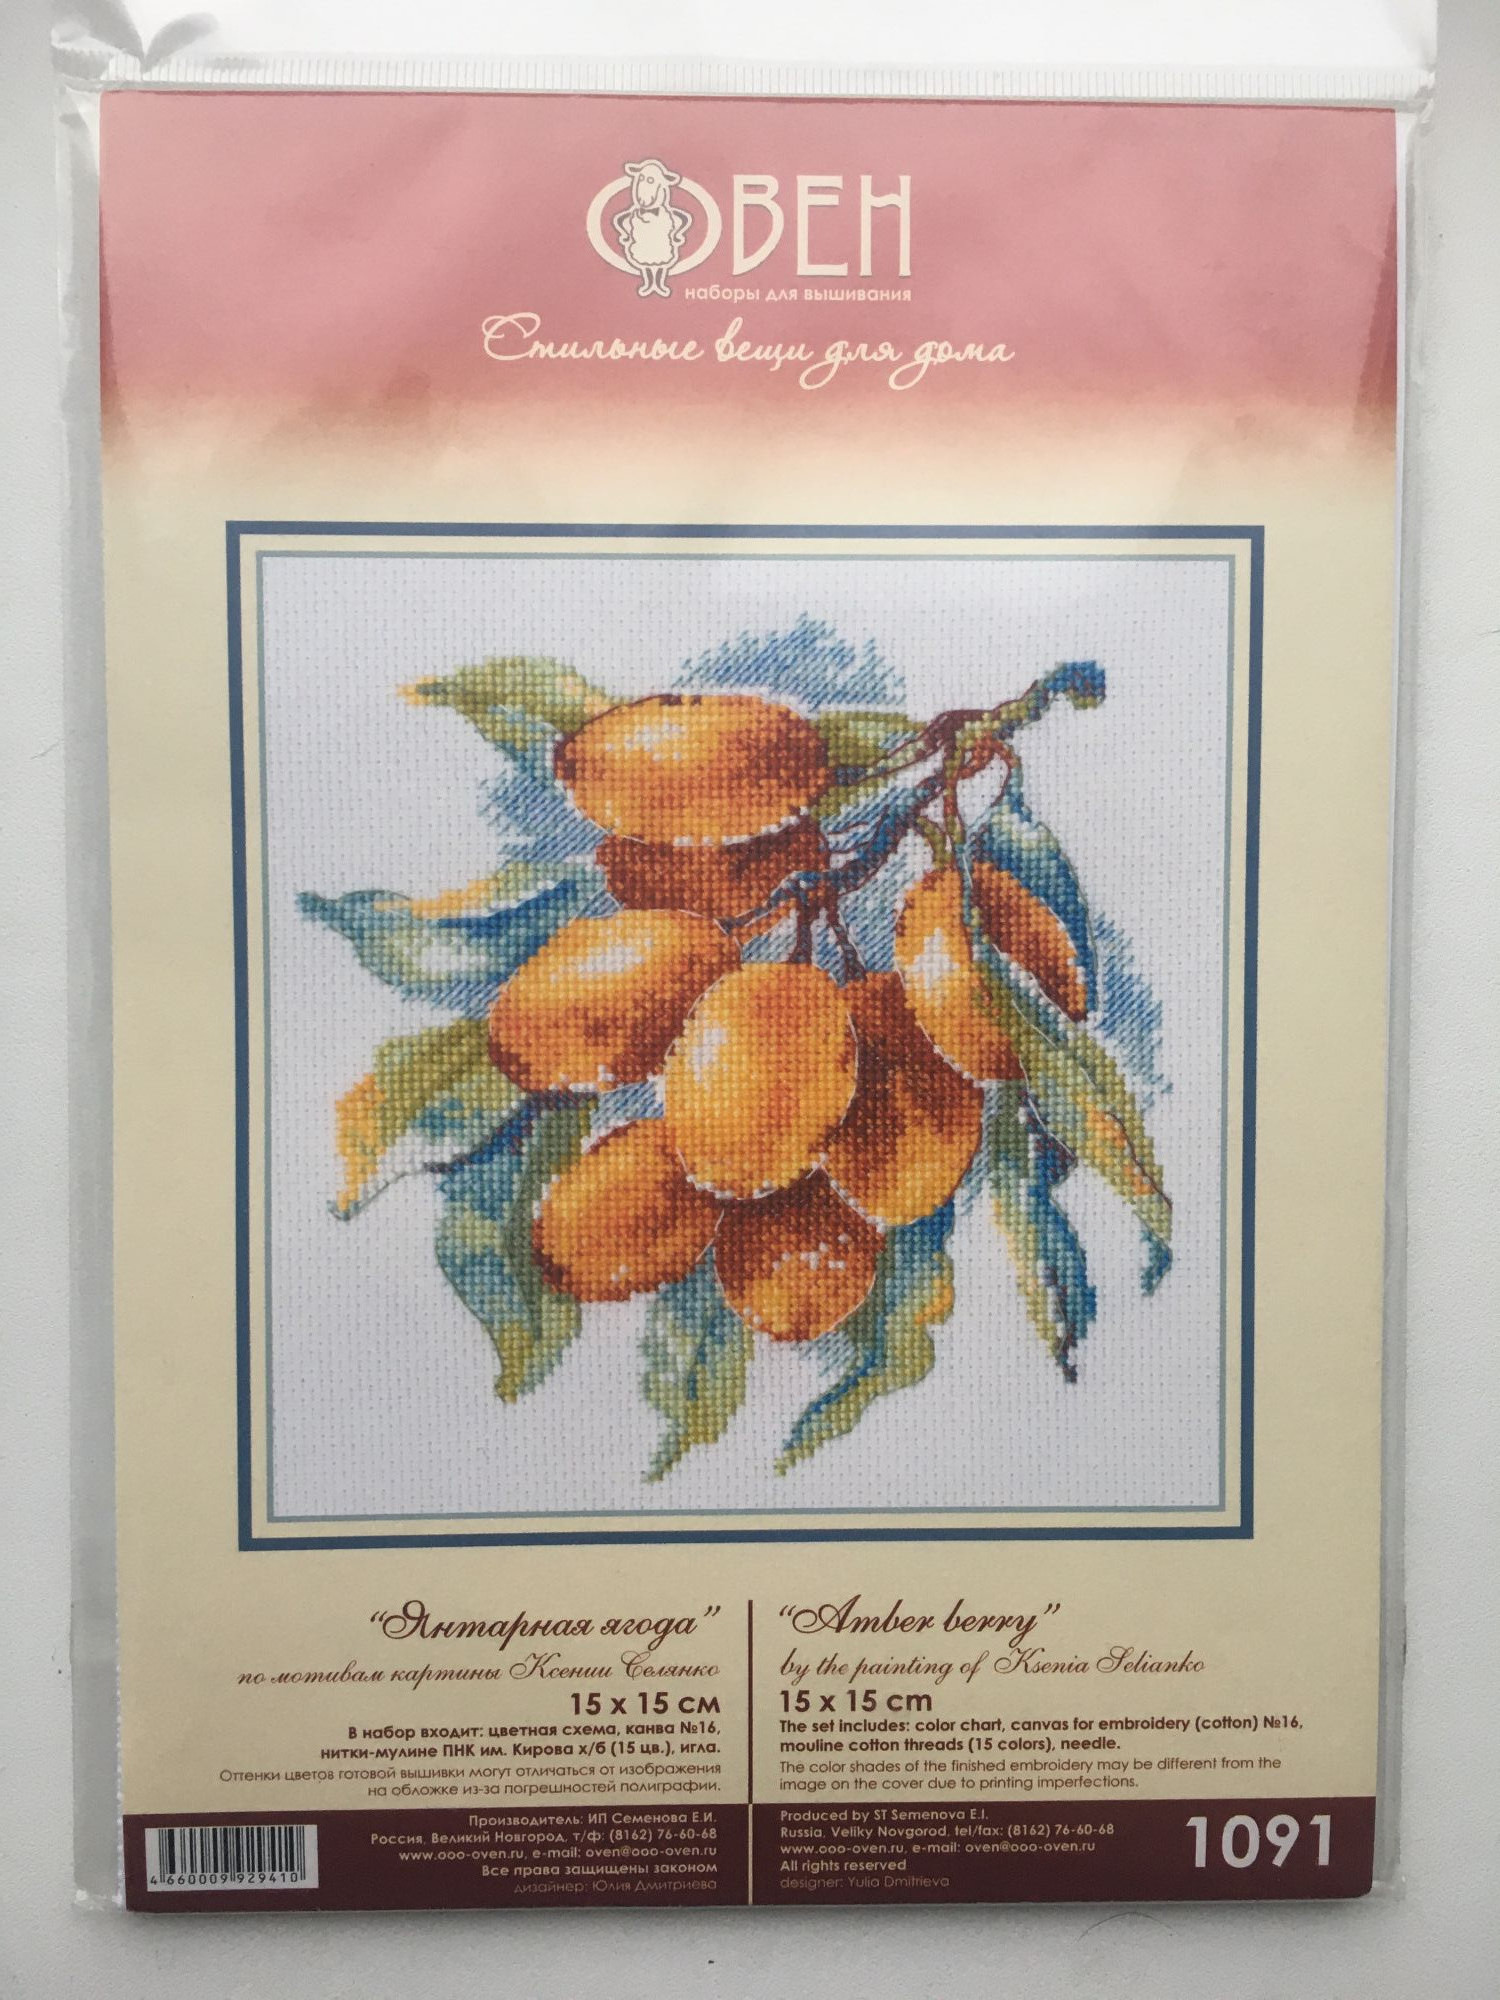 ОВЕН
наборы для вышивания
Стильные вещи для дома
“Янтарная ягода”
по мотивам картины Ксении Селянко
15 х 15 см
В набор входит: цветная схема, канва №16,
нитки-мулине ПНК им. Кирова х/б (15 цв.), игла.
Оттенки цветов готовой вышивки могут отличаться от изображения
на обложке из-за погрешностей полиграфии.
“Amber berry”
by the painting of Ksenia Selianko
15 x 15 cm
The set includes: color chart, canvas for embroidery (cotton) №16,
mouline cotton threads (15 colors), needle.
The color shades of the finished embroidery may be different from the
image on the cover due to printing imperfections.
4 660009 929410
Производитель: ИП Семенова Е.И.
Россия, Великий Новгород, т/ф: (8162) 76-60-68
www.ooo-oven.ru, e-mail: oven@ooo-oven.ru
Все права защищены законом
дизайнер: Юлия Дмитриева
Produced by ST Semenova E.I.
Russia, Veliky Novgorod, tel/fax: (8162) 76-60-68
www.ooo-oven.ru, e-mail: oven@ooo-oven.ru
All rights reserved
designer: Yulia Dmitrieva
1091